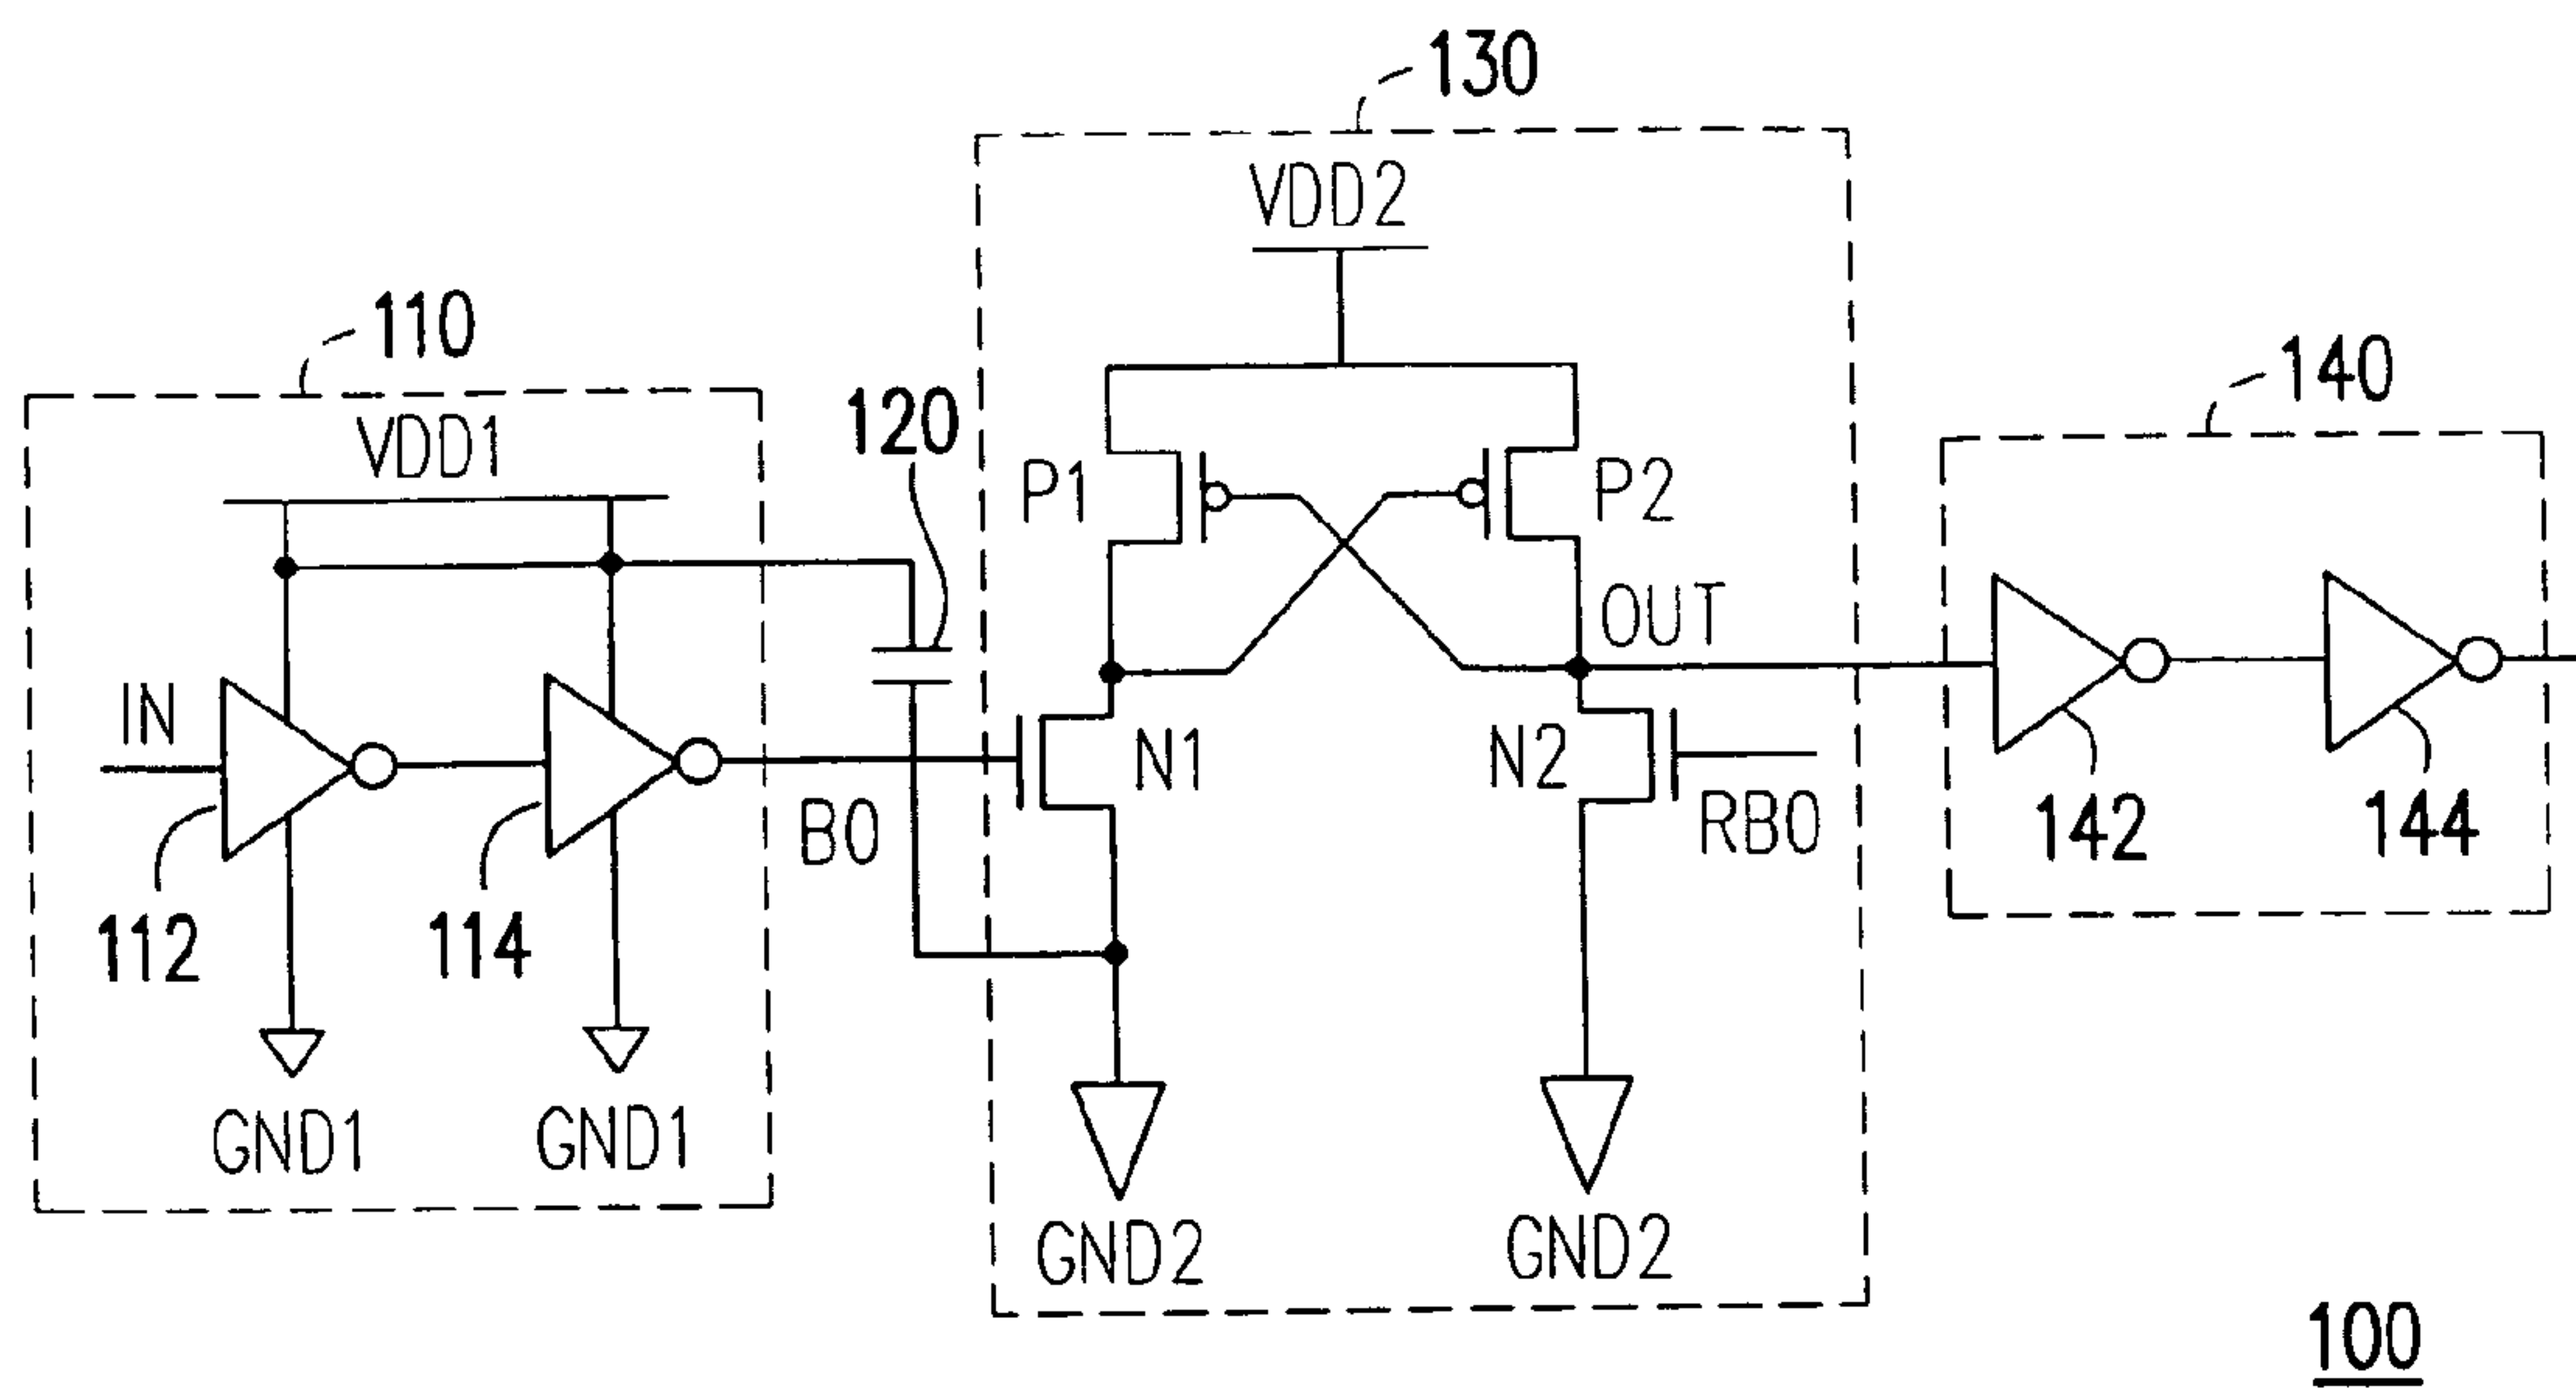 130
VDD2
110
VDD1
120
140
P1
P2
OUT
IN
N1
N2
B0
RB0
142
144
112
114
GND1
GND1
GND2
GND2
100